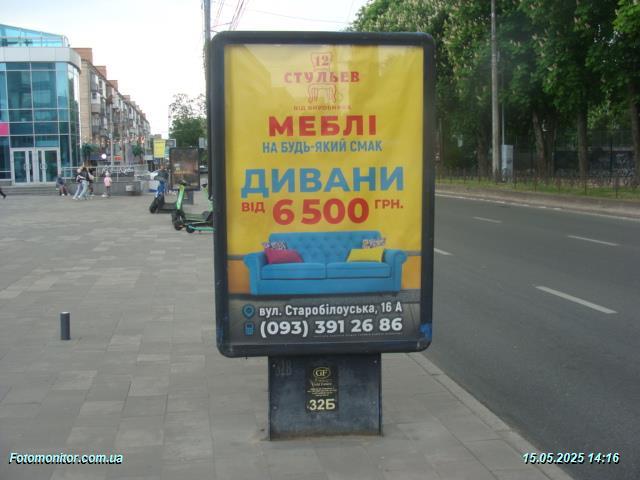 12
СТУЛЬЕВ
ВІД ВИРОБНИКА
МЕБЛІ
НА БУДЬ-ЯКИЙ СМАК
ДИВАНИ
ВІД 6 500 ГРН.
вул. Старобілоуська, 16 А
(093) 391 26 86
32В
GF
32Б
Fotomonitor.com.ua
15.05.2025 14:16